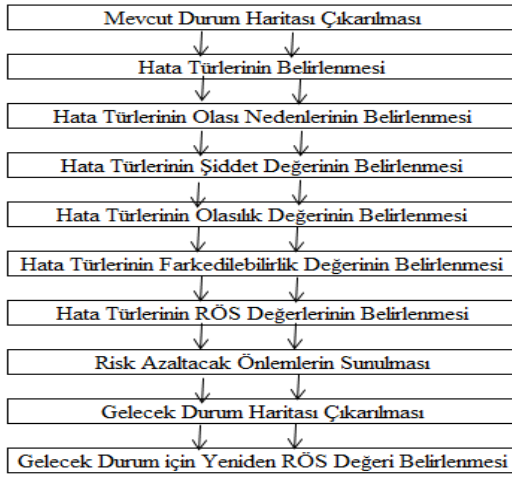 Mevcut Durum Haritası Çıkarılması
Hata Türlerinin Belirlenmesi
Hata Türlerinin Olası Nedenlerinin Belirlenmesi
Hata Türlerinin Şiddet Değerinin Belirlenmesi
Hata Türlerinin Olasılık Değerinin Belirlenmesi
Hata Türlerinin Farkedilebilirlik Değerinin Belirlenmesi
Hata Türlerinin RÖS Değerlerinin Belirlenmesi
Risk Azaltacak Önlemlerin Sunulması
Gelecek Durum Haritası Çıkarılması
Gelecek Durum için Yeniden RÖS Değeri Belirlenmesi